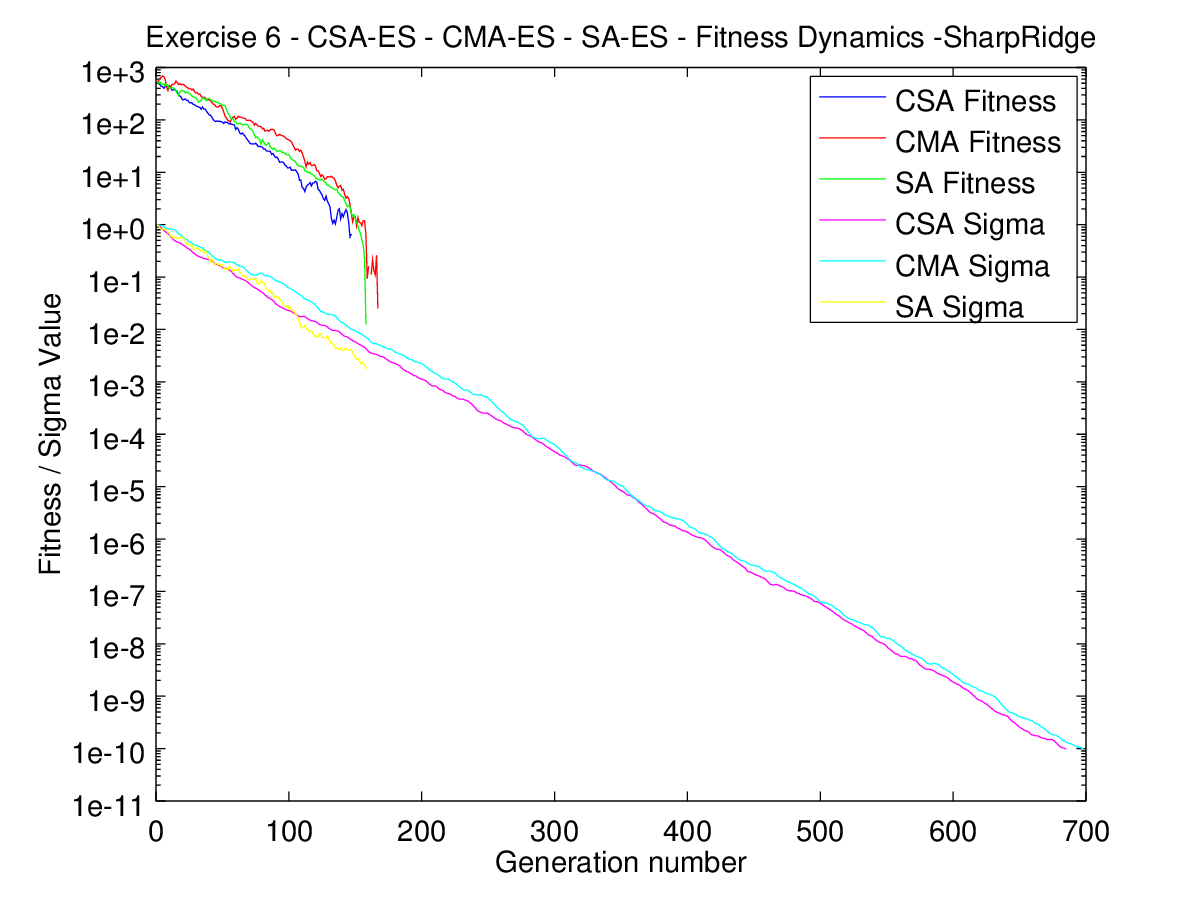 Exercise 6 - CSA-ES - CMA-ES - SA-ES - Fitness Dynamics -SharpRidge
1e+3
1e+2
1e+1
1e+0
1e-1
1e-2
1e-3
1e-4
1e-5
1e-6
1e-7
1e-8
1e-9
1e-10
1e-11
Fitness / Sigma Value
CSA Fitness
CMA Fitness
SA Fitness
CSA Sigma
CMA Sigma
SA Sigma
0 100 200 300 400 500 600 700
Generation number